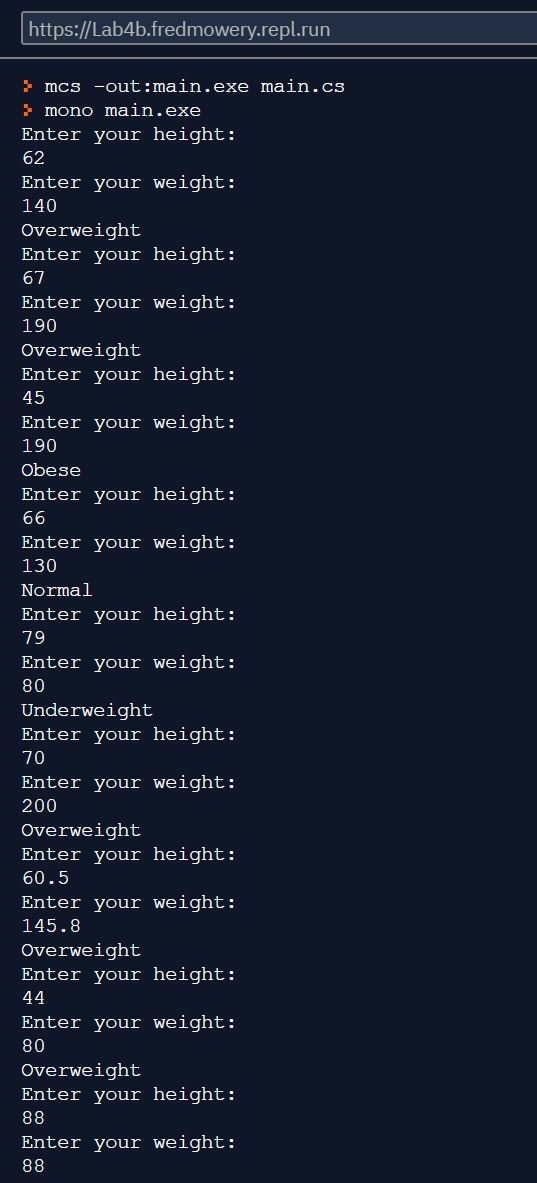 https://Lab4b.fredmowery.repl.run
mcs -out:main.exe main.cs
mono main.exe
Enter your height:
62
Enter your weight:
140
Overweight
Enter your height:
67
Enter your weight:
190
Overweight
Enter your height:
45
Enter your weight:
190
Obese
Enter your height:
66
Enter your weight:
130
Normal
Enter your height:
79
Enter your weight:
80
Underweight
Enter your height:
70
Enter your weight:
200
Overweight
Enter your height:
60.5
Enter your weight:
145.8
Overweight
Enter your height:
44
Enter your weight:
80
Overweight
Enter your height:
88
Enter your weight:
88